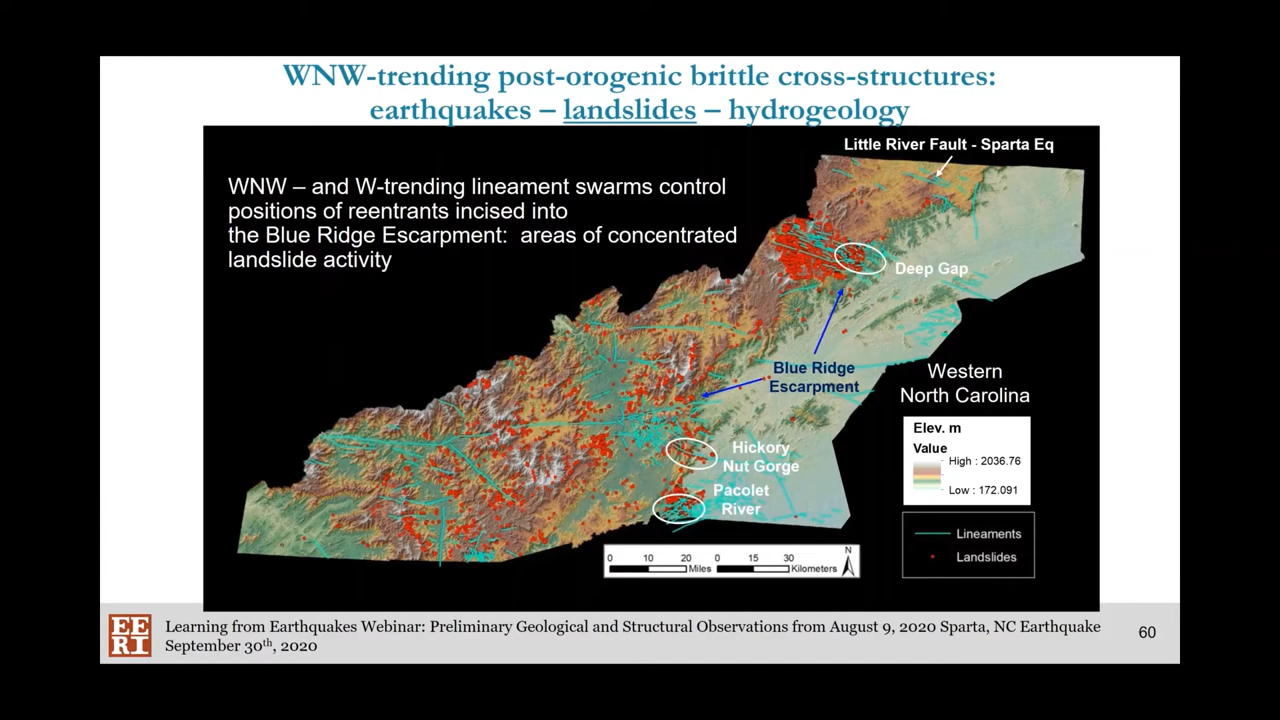 WNW-trending post-orogenic brittle cross-structures:
earthquakes – landslides – hydrogeology
Little River Fault - Sparta Eq
WNW – and W-trending lineament swarms control
positions of reentrants incised into
the Blue Ridge Escarpment: areas of concentrated
landslide activity
Deep Gap
Blue Ridge
Escarpment
Western
North Carolina
Elev. m
Value
High : 2036.76
Low : 172.091
Hickory
Nut Gorge
Pacolet
River
Lineaments
Landslides
0 10 20 0 15 30 N
Miles Kilometers
EE
RI
Learning from Earthquakes Webinar: Preliminary Geological and Structural Observations from August 9, 2020 Sparta, NC Earthquake
September 30th, 2020
60